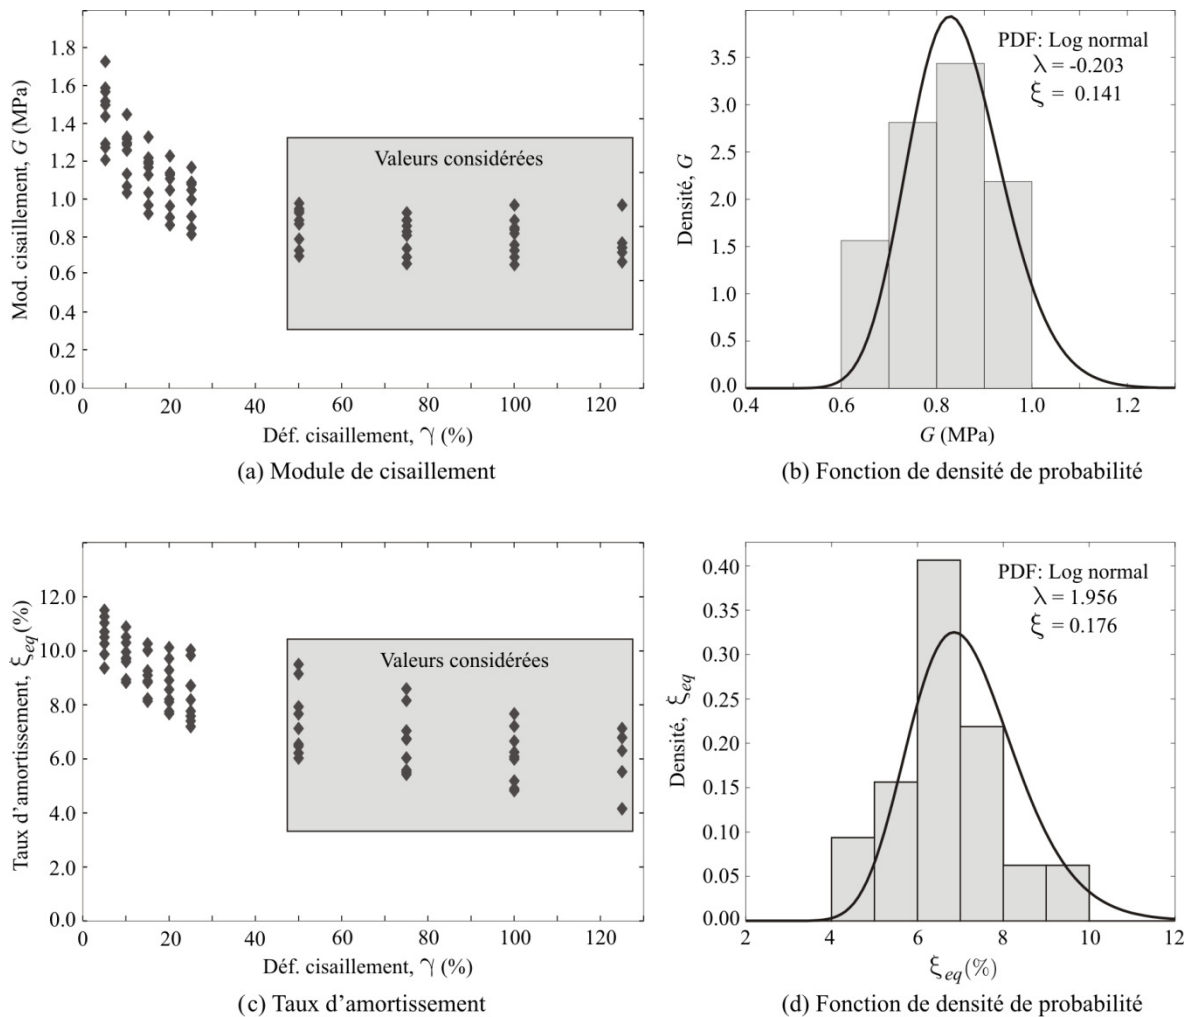 Mod. cisaillement, G (MPa)
1.8
1.6
1.4
1.2
1.0
0.8
0.6
0.4
0.2
0.0
Valeurs considérées
0 20 40 60 80 100 120
Déf. cisaillement, γ (%)
(a) Module de cisaillement
Densité, G
3.5
3.0
2.5
2.0
1.5
1.0
0.5
0.0
PDF: Log normal
λ = -0.203
ξ = 0.141
0.4 0.6 0.8 1.0 1.2
G (MPa)
(b) Fonction de densité de probabilité
Taux d’amortissement, ξeq (%)
12.0
10.0
8.0
6.0
4.0
2.0
0.0
Valeurs considérées
0 20 40 60 80 100 120
Déf. cisaillement, γ (%)
(c) Taux d’amortissement
Densité, ξeq
0.40
0.35
0.30
0.25
0.20
0.15
0.10
0.05
0.00
PDF: Log normal
λ = 1.956
ξ = 0.176
2 4 6 8 10 12
ξeq (%)
(d) Fonction de densité de probabilité